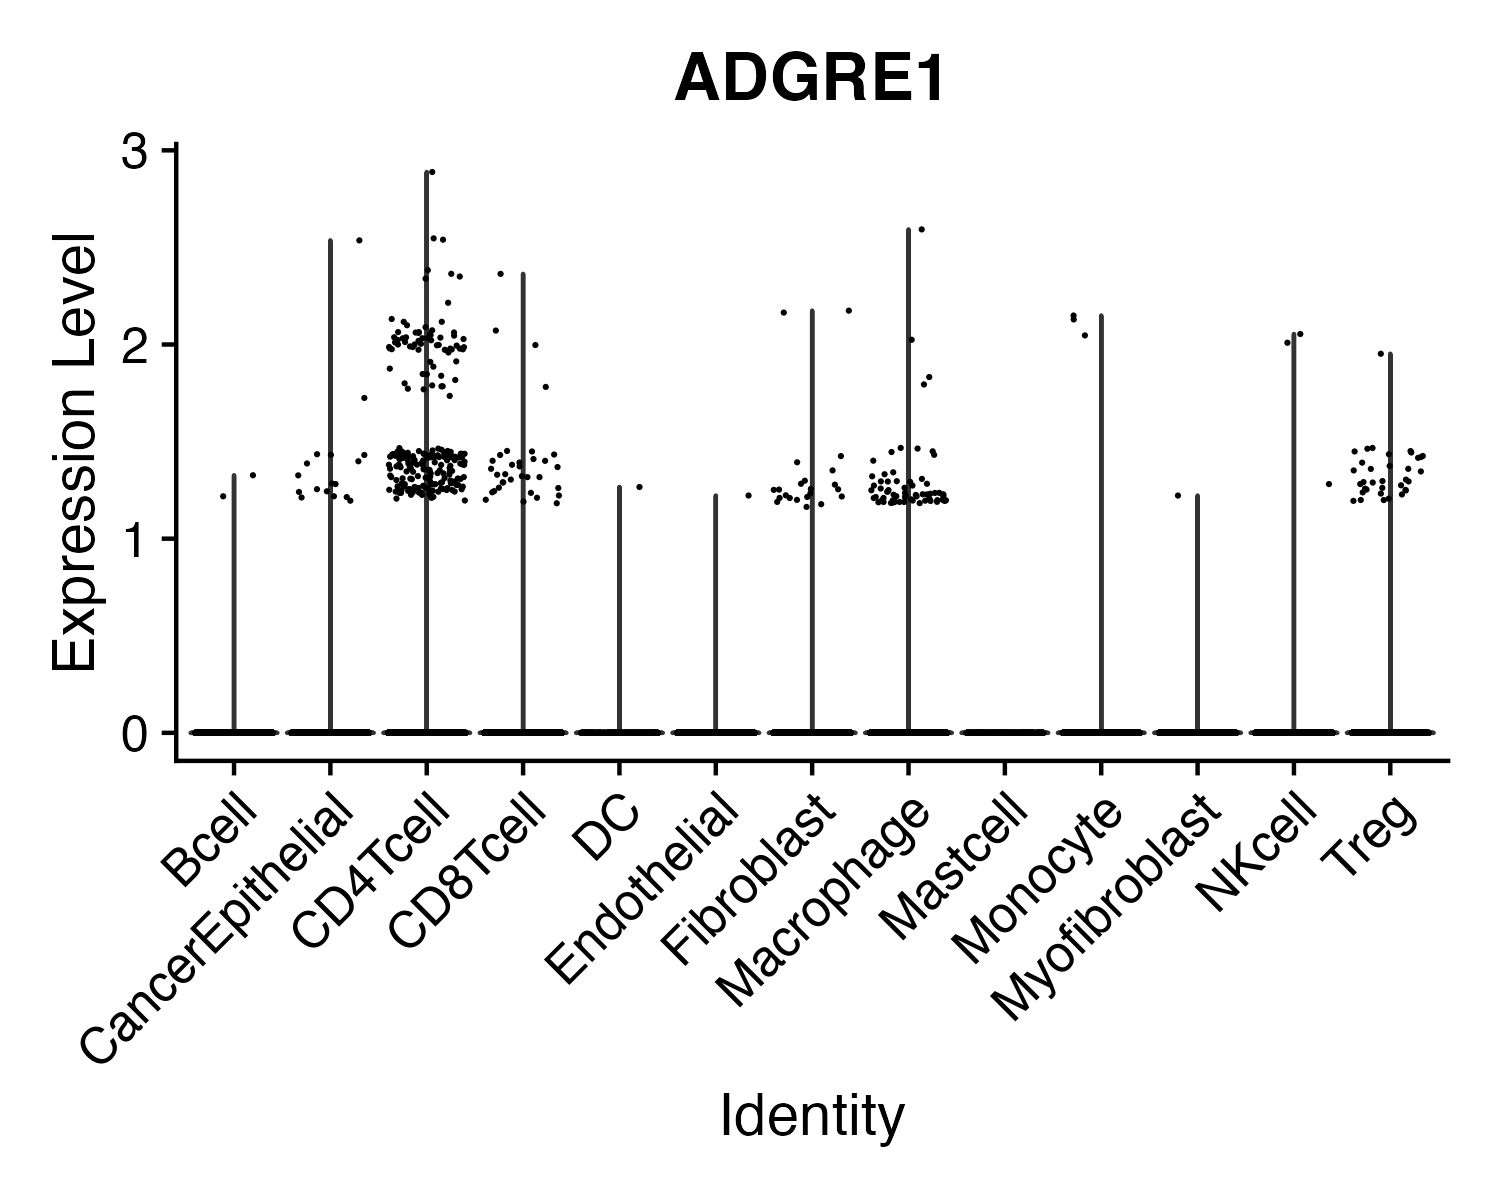 ADGRE1
Expression Level
3
2
1
0
Bcell
CancerEpithelial
CD4Tcell
CD8Tcell
DC
Endothelial
Fibroblast
Macrophage
Mastcell
Monocyte
Myofibroblast
NKcell
Treg
Identity